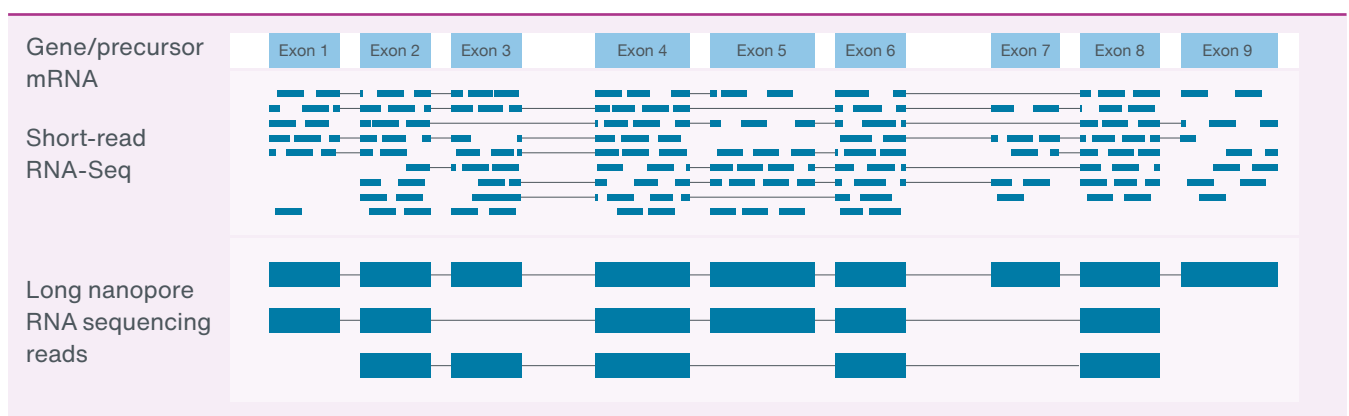 Gene/precursor
mRNA
Exon 1 Exon 2 Exon 3 Exon 4 Exon 5 Exon 6 Exon 7 Exon 8 Exon 9
Short-read
RNA-Seq
Long nanopore
RNA sequencing
reads